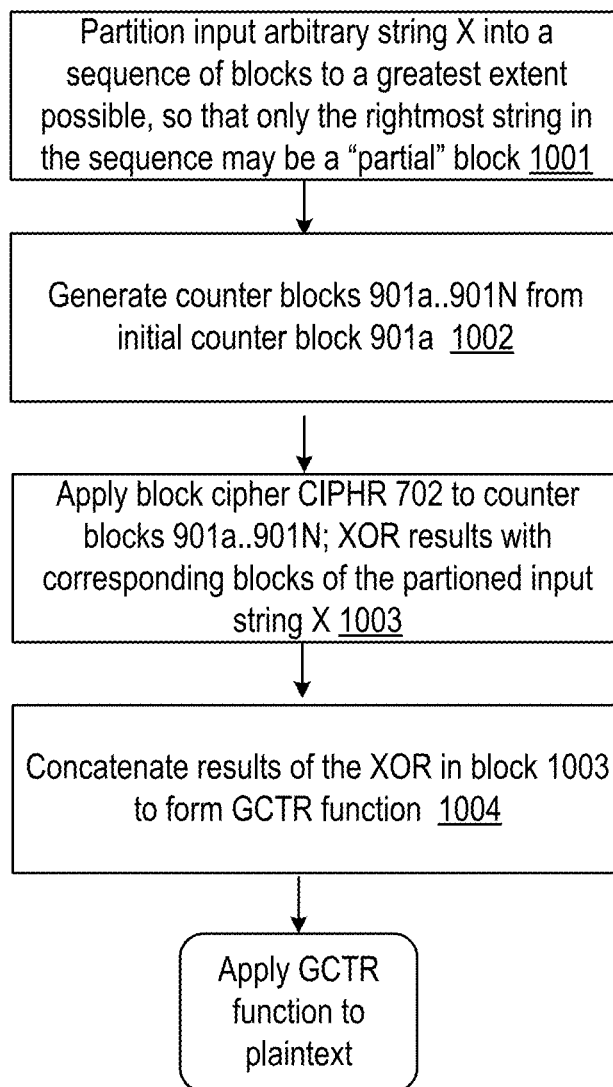 Partition input arbitrary string X into a
sequence of blocks to a greatest extent
possible, so that only the rightmost string in
the sequence may be a “partial” block 1001
Generate counter blocks 901a..901N from
initial counter block 901a 1002
Apply block cipher CIPHR 702 to counter
blocks 901a..901N; XOR results with
corresponding blocks of the partioned input
string X 1003
Concatenate results of the XOR in block 1003
to form GCTR function 1004
Apply GCTR
function to
plaintext